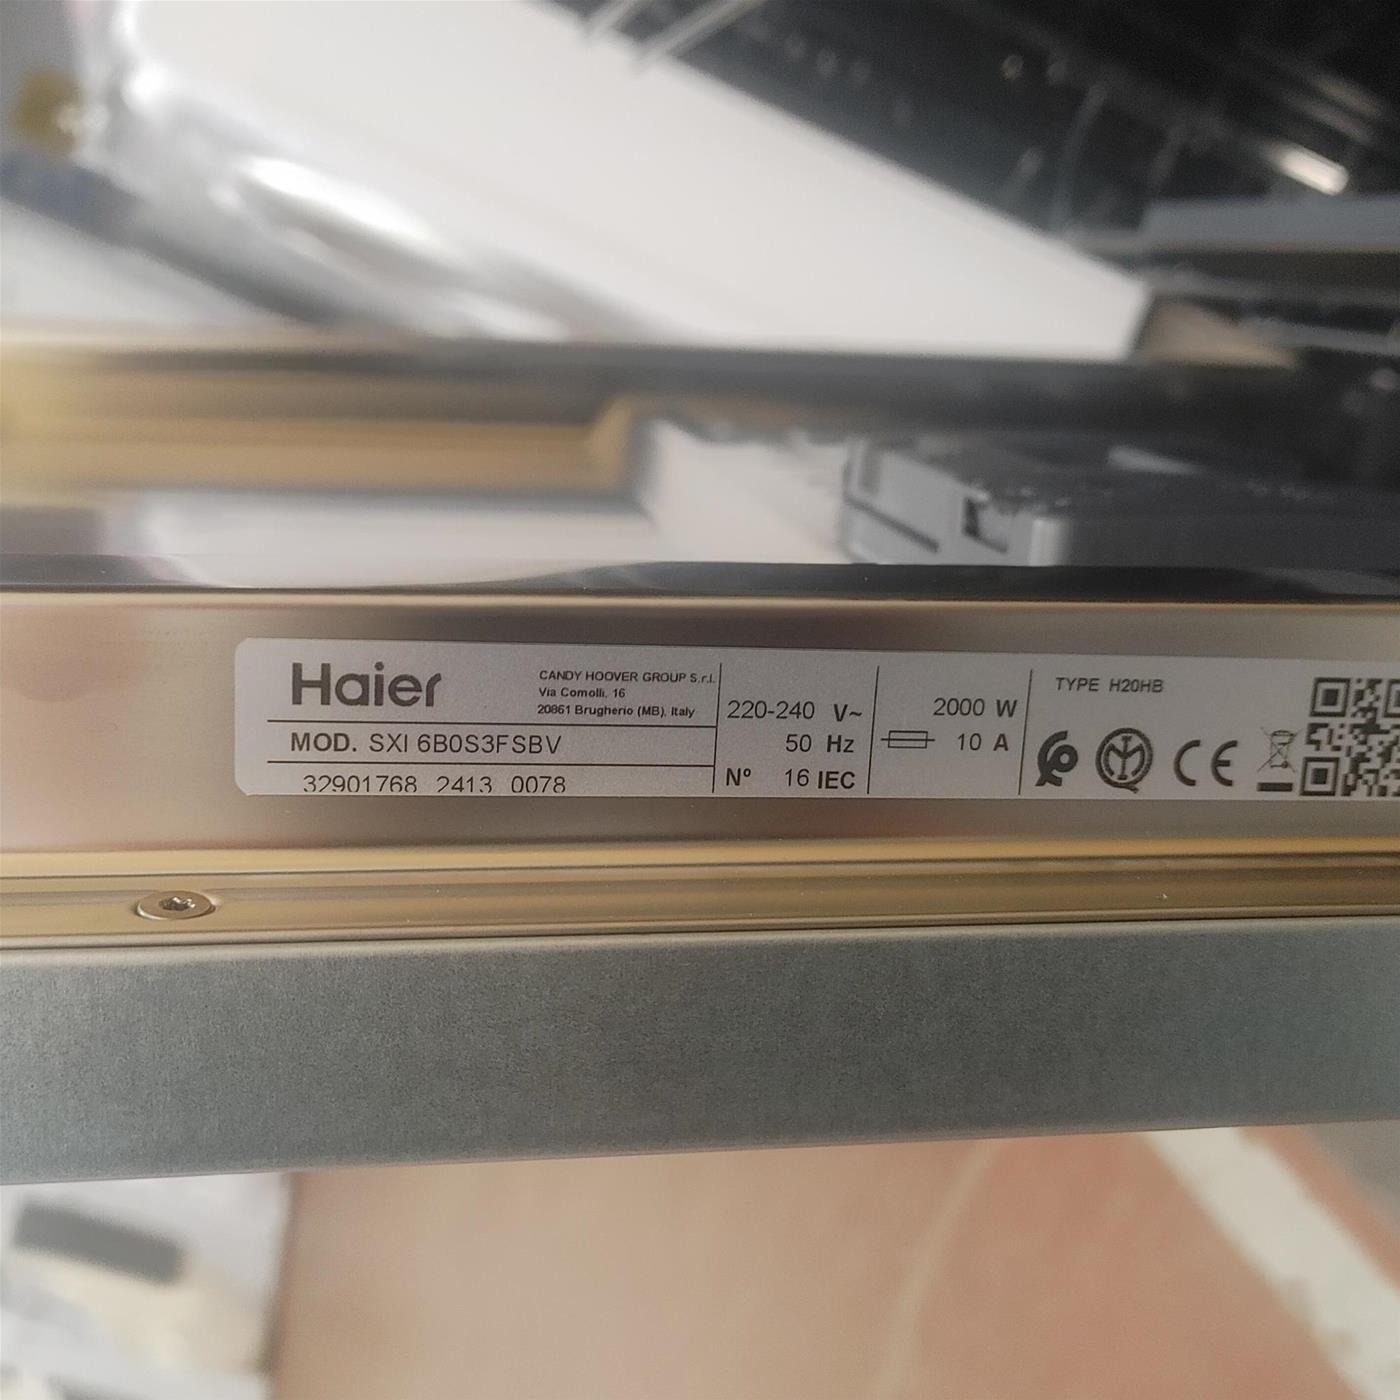 Haier
CANDY HOOVER GROUP S.r.l.
Via Comolli, 16
20861 Brugherio (MB), Italy
MOD. SXI 6B0S3FSBV
32901768 2413 0078
220-240 V~
50 Hz
Nº 16 IEC
2000 W
10 A
TYPE H20HB
CE